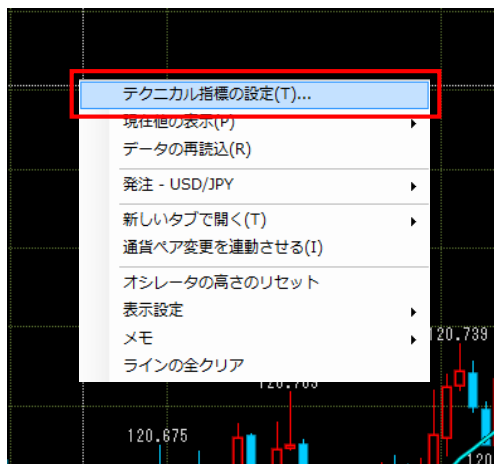 テクニカル指標の設定(T)...
現在値の表示(P)
データの再読込(R)
発注 - USD/JPY
新しいタブで開く(T)
通貨ペア変更を連動させる(I)
オシレータの高さのリセット
表示設定
メモ
ラインの全クリア
120.739
120.675
120